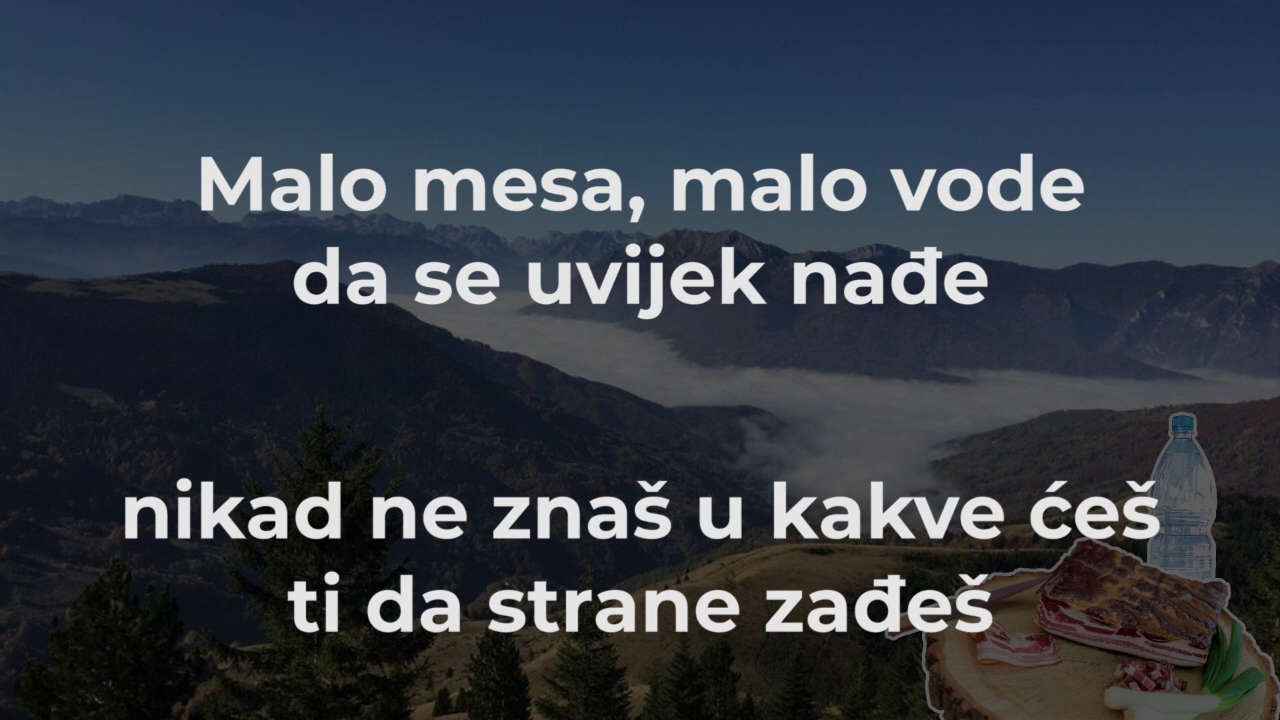 Malo mesa, malo vode
da se uvijek nađe
nikad ne znaš u kakve ćeš
ti da strane zađeš